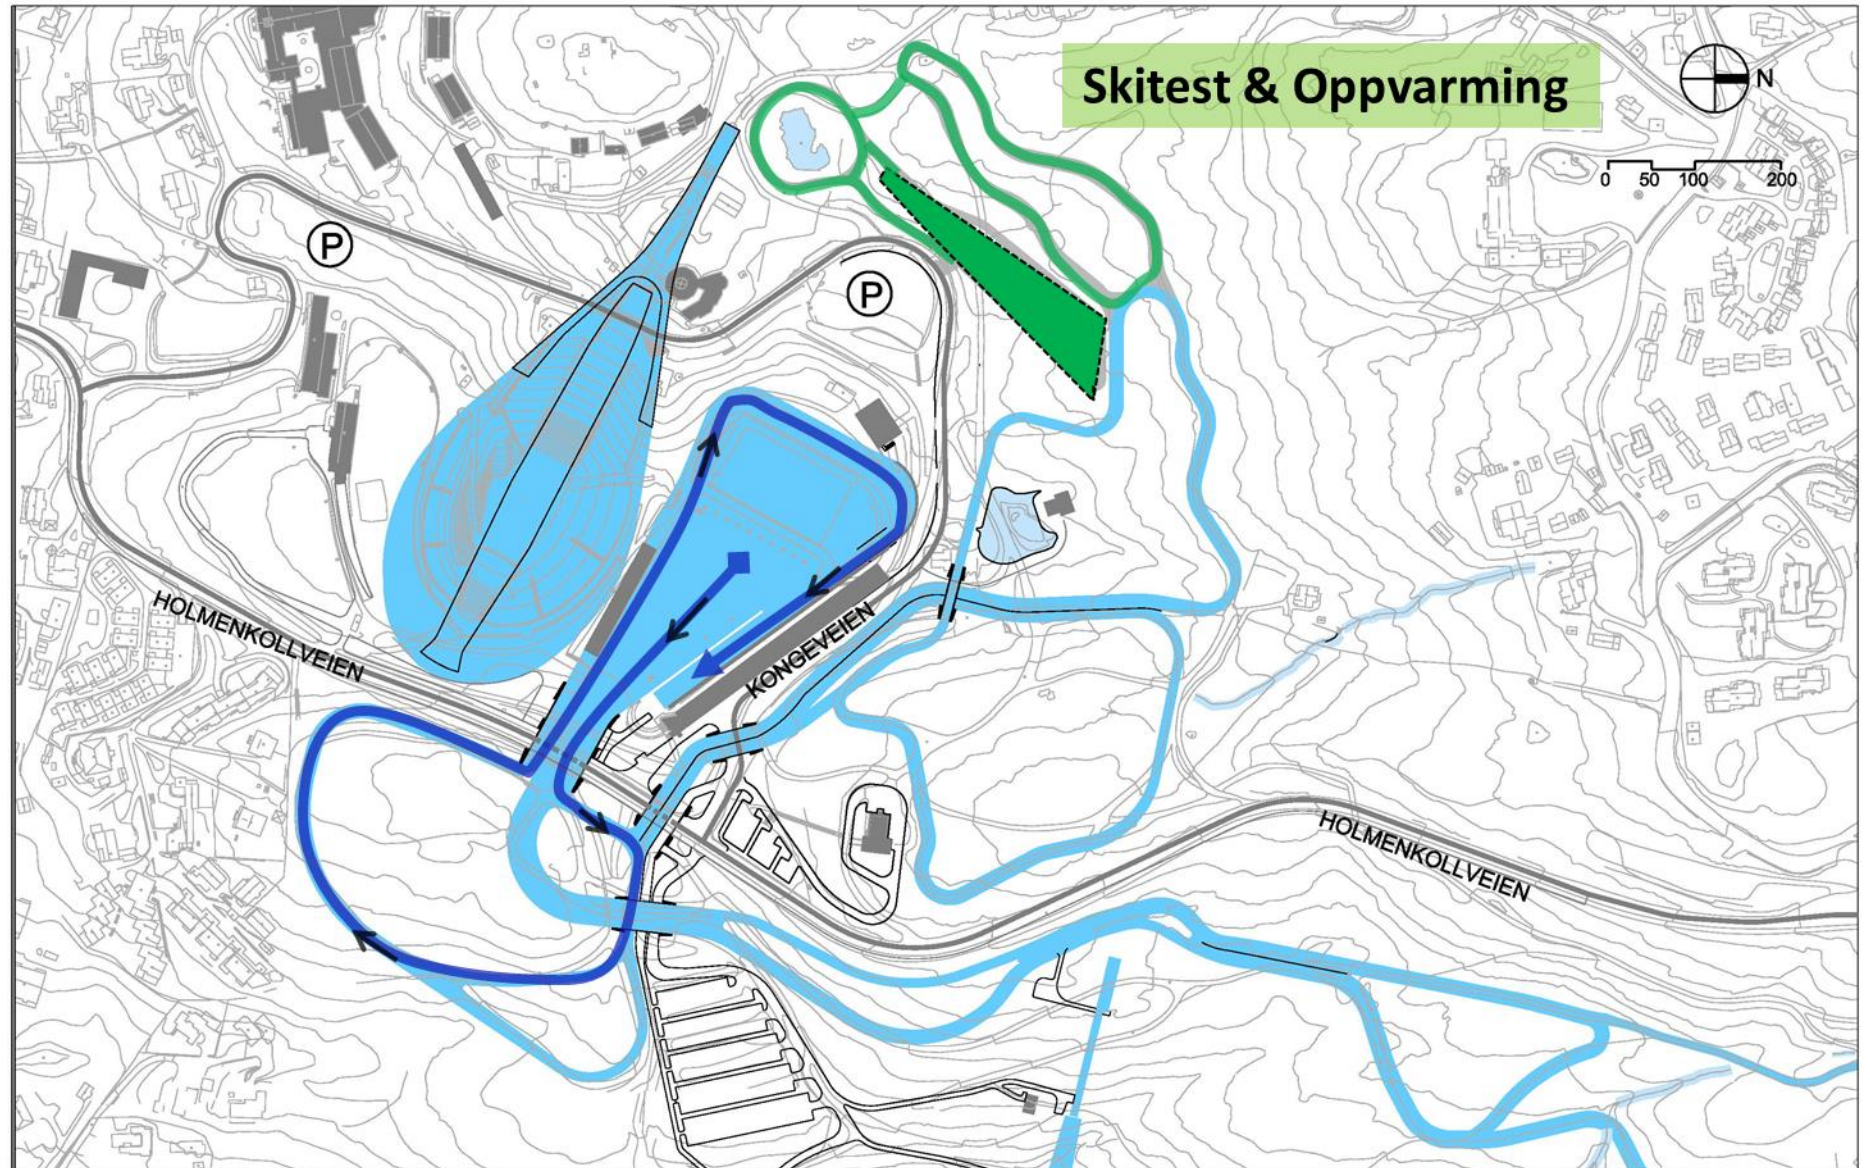 Skitest & Oppvarming
N
0 50 100 200
P
P
HOLMENKOLLVEIEN
KONGEVEIEN
HOLMENKOLLVEIEN